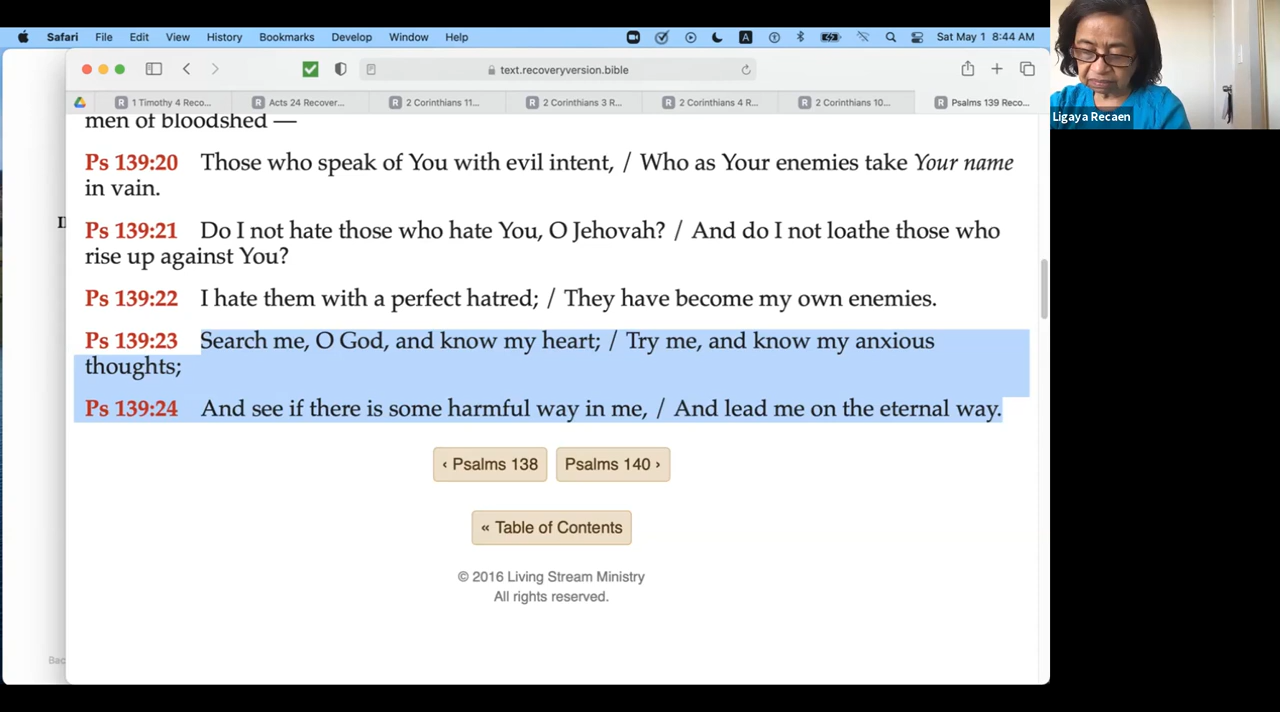 Safari File Edit View History Bookmarks Develop Window Help A Sat May 1 8:44 AM
text.recoveryversion.bible
R 1 Timothy 4 Reco... R Acts 24 Recover... R 2 Corinthians 11... R 2 Corinthians 3 R... R 2 Corinthians 4 R... R 2 Corinthians 10... R Psalms 139 Reco...
Ligaya Recaen
men of bloodshed —
Ps 139:20 Those who speak of You with evil intent, / Who as Your enemies take Your name
in vain.
Ps 139:21 Do I not hate those who hate You, O Jehovah? / And do I not loathe those who
rise up against You?
Ps 139:22 I hate them with a perfect hatred; / They have become my own enemies.
Ps 139:23 Search me, O God, and know my heart; / Try me, and know my anxious
thoughts;
Ps 139:24 And see if there is some harmful way in me, / And lead me on the eternal way.
‹ Psalms 138 Psalms 140 ›
« Table of Contents
© 2016 Living Stream Ministry
All rights reserved.
Bac